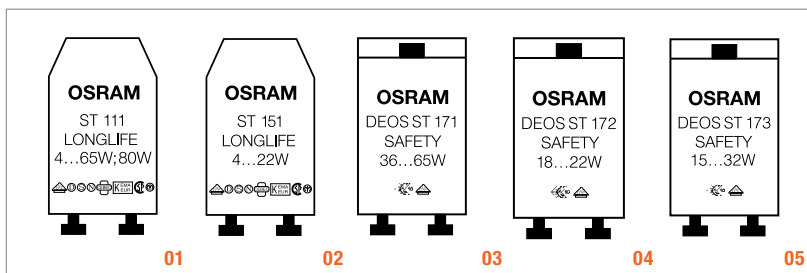 OSRAM
ST 111
LONGLIFE
4...65W;80W
01
OSRAM
ST 151
LONGLIFE
4...22W
02
OSRAM
DEOS ST 171
SAFETY
36...65W
03
OSRAM
DEOS ST 172
SAFETY
18...22W
04
OSRAM
DEOS ST 173
SAFETY
15...32W
05